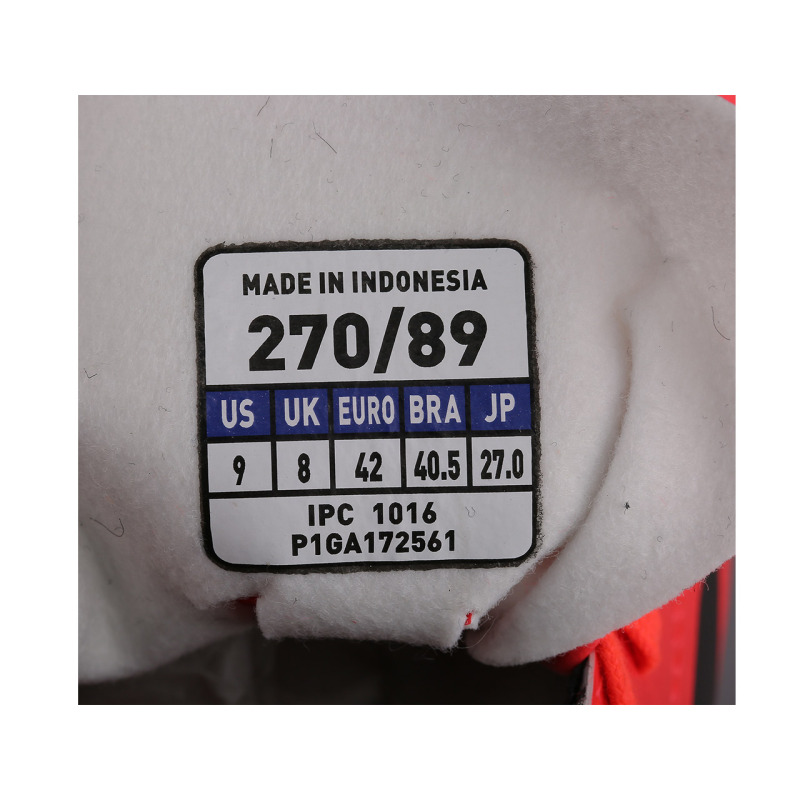 MADE IN INDONESIA
270/89
US UK EURO BRA JP
9 8 42 40.5 27.0
IPC 1016
P1GA172561